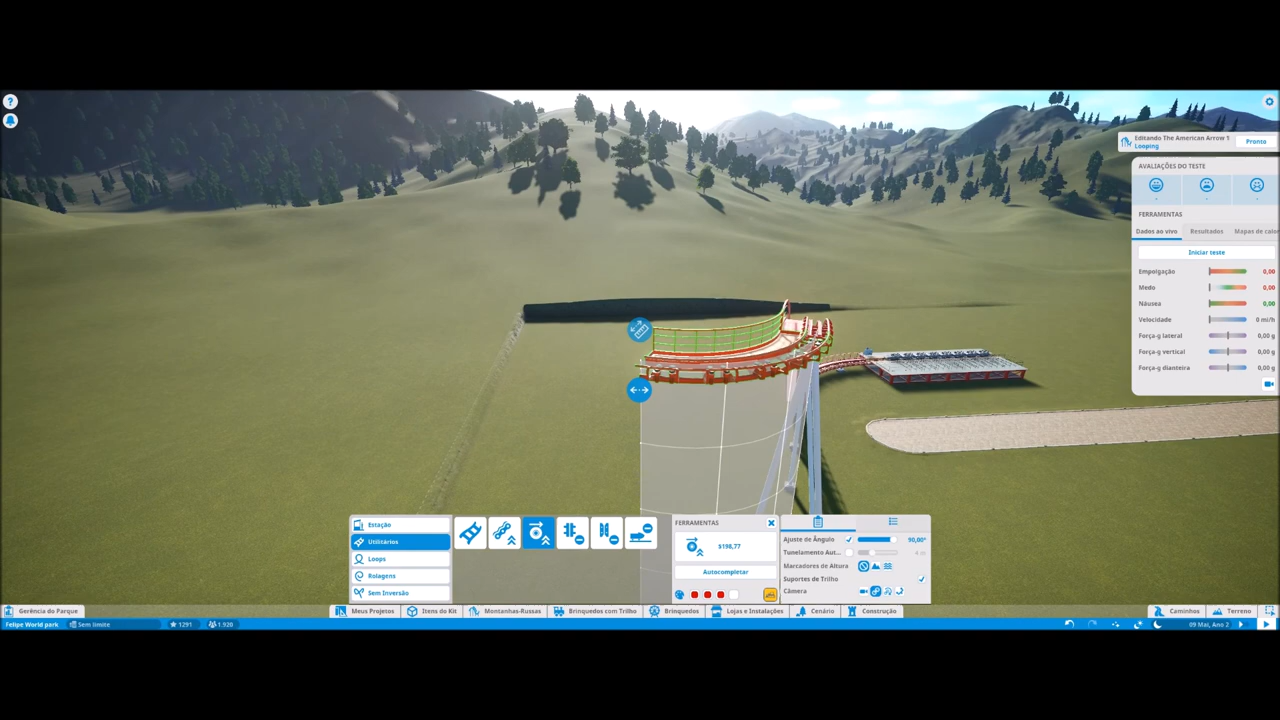 ?
Editando The American Arrow 1
Looping
Pronto
AVALIAÇÕES DO TESTE
- - -
FERRAMENTAS
Dados ao vivo Resultados Mapas de calo
Iniciar teste
Empolgação 0,00
Medo 0,00
Náusea 0,00
Velocidade 0 mi/h
Força-g lateral 0,00 g
Força-g vertical 0,00 g
Força-g dianteira 0,00 g
Estação
Utilitários
Loops
Rolagens
Sem Inversão
FERRAMENTAS
$198,77
Autocompletar
Ajuste de Ângulo 90,00°
Tunelamento Aut... 4 m
Marcadores de Altura
Suportes de Trilho
Câmera
Gerência do Parque
Meus Projetos Itens do Kit Montanhas-Russas Brinquedos com Trilho Brinquedos Lojas e Instalações Cenário Construção
Caminhos Terreno
Felipe World park Sem limite 1291 1.920
09 Mai, Ano 2